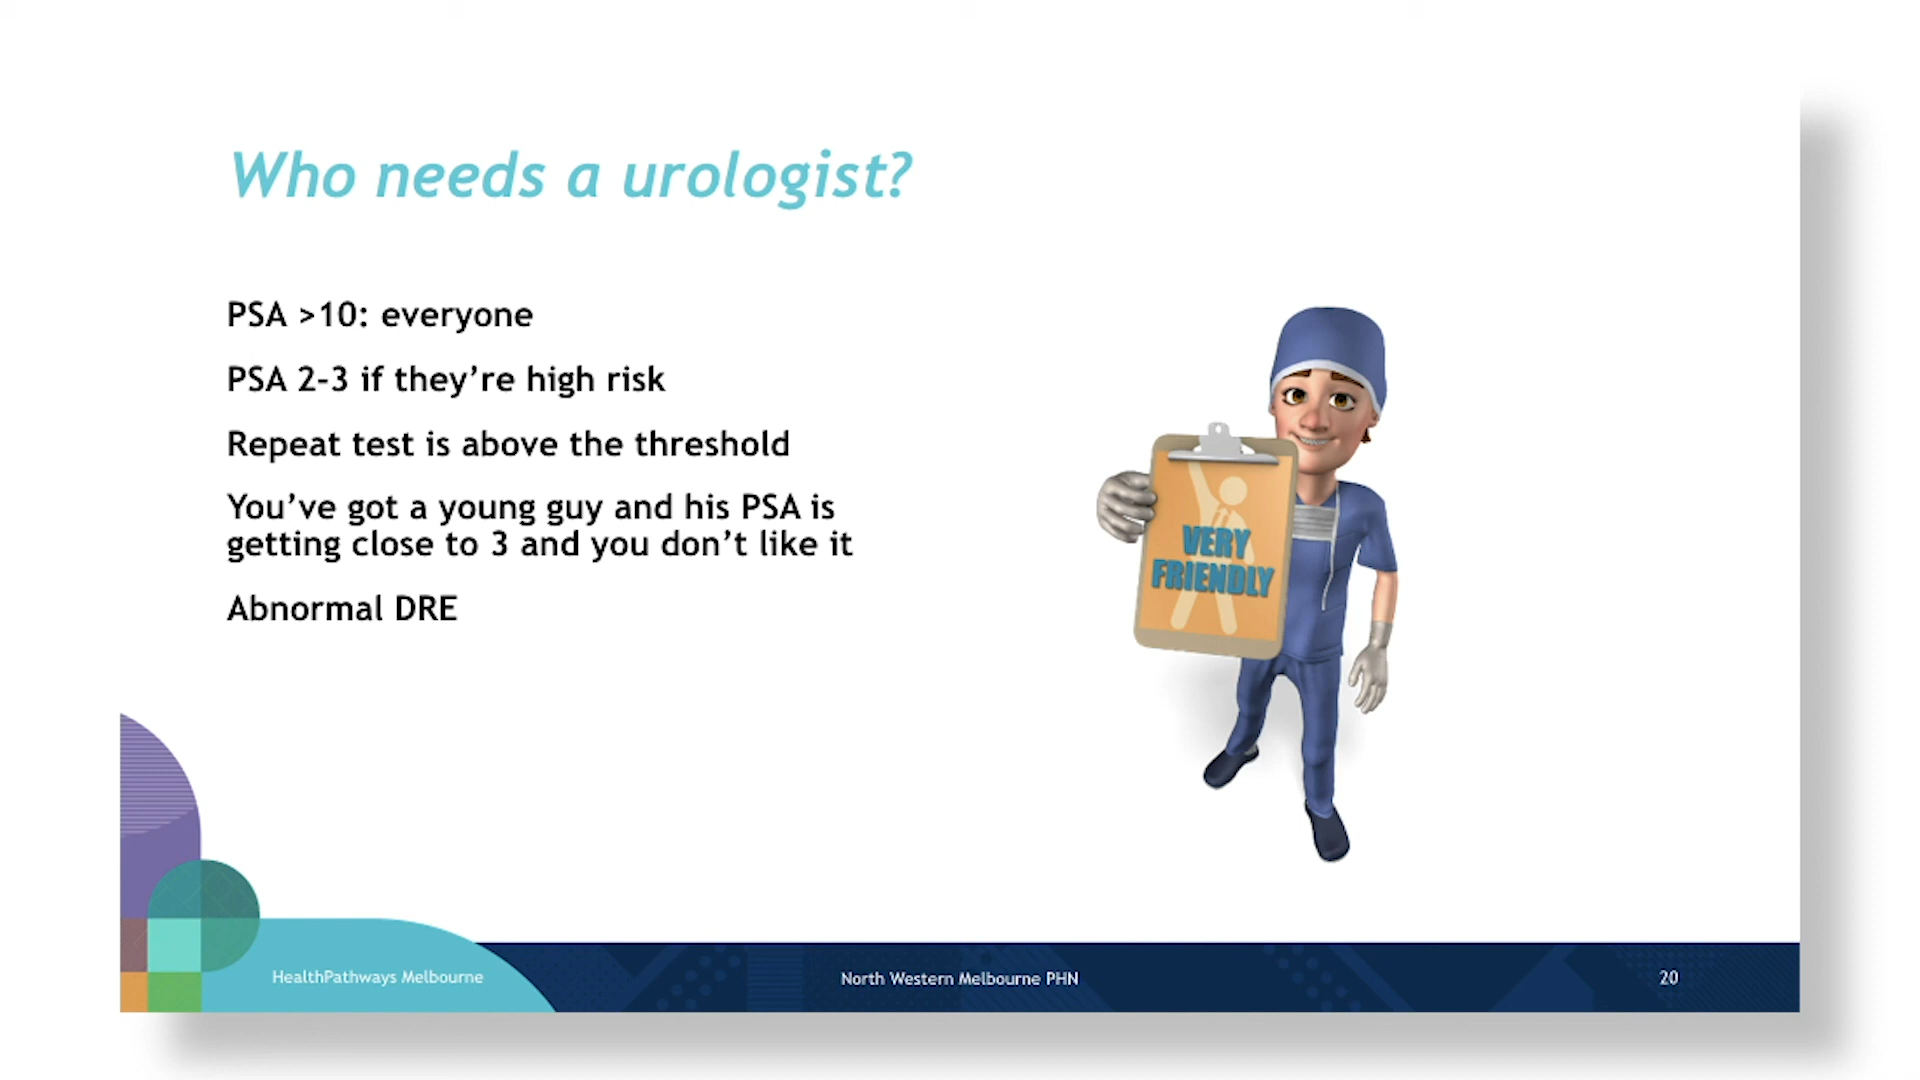 Who needs a urologist?
PSA >10: everyone
PSA 2-3 if they’re high risk
Repeat test is above the threshold
You’ve got a young guy and his PSA is
getting close to 3 and you don’t like it
Abnormal DRE
VERY
FRIENDLY
HealthPathways Melbourne
North Western Melbourne PHN
20